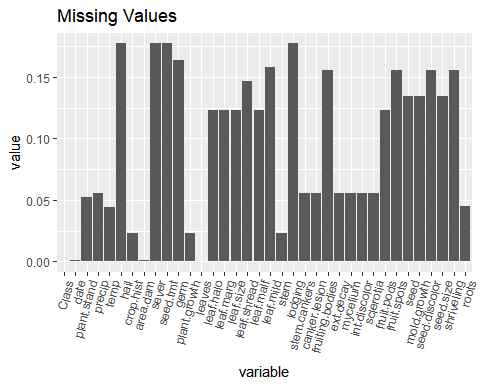 Missing Values
value
0.15
0.10
0.05
0.00
Class
date
plant.stand
precip
temp
hail
crop.hist
area.dam
sever
seed.tmt
germ
plant.growth
leaves
leaf.halo
leaf.marg
leaf.size
leaf.shread
leaf.malf
leaf.mild
stem
lodging
stem.cankers
canker.lesion
fruiting.bodies
ext.decay
mycelium
int.discolor
sclerotia
fruit.pods
fruit.spots
seed
mold.growth
seed.discolor
seed.size
shriveling
roots
variable